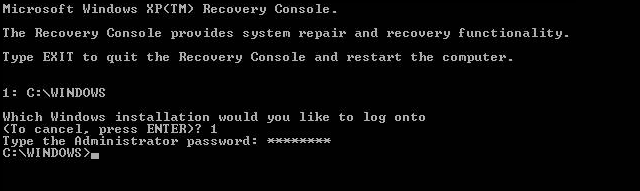 Microsoft Windows XP(TM) Recovery Console.
The Recovery Console provides system repair and recovery functionality.
Type EXIT to quit the Recovery Console and restart the computer.
1: C:\WINDOWS
Which Windows installation would you like to log onto
(To cancel, press ENTER)? 1
Type the Administrator password: ********
C:\WINDOWS>_